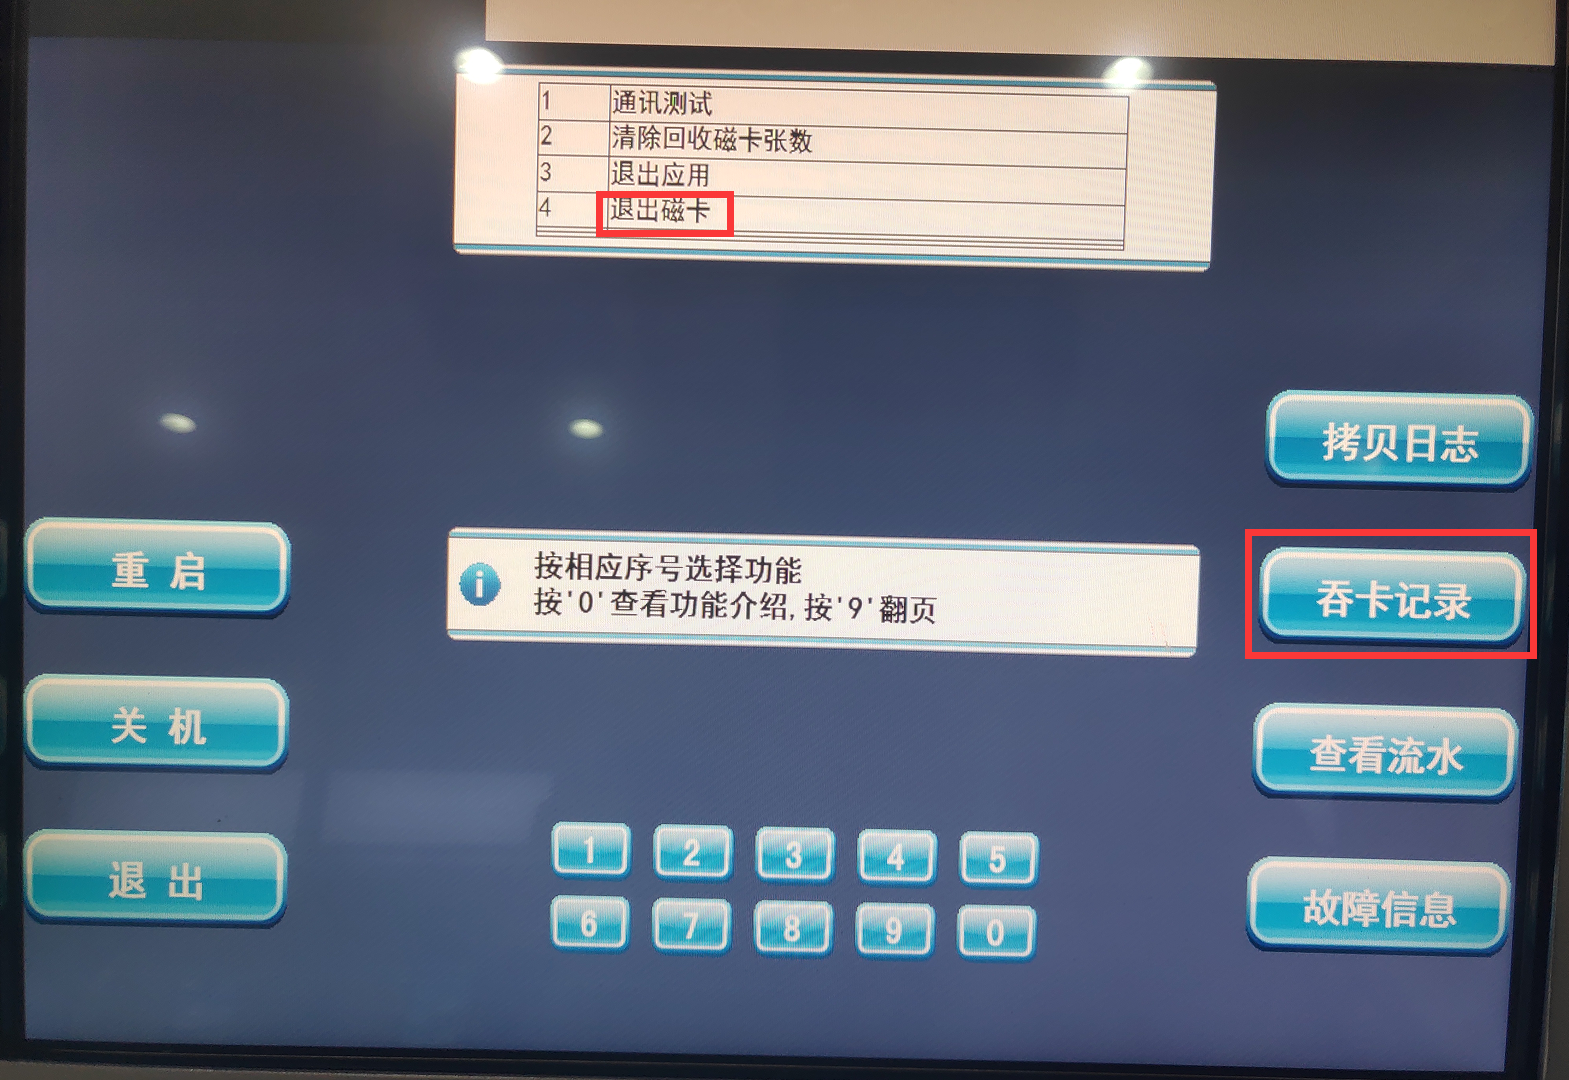 1 通讯测试
2 清除回收磁卡张数
3 退出应用
4 退出磁卡
拷贝日志
重启
按相应序号选择功能
按'0'查看功能介绍,按'9'翻页
吞卡记录
关机
查看流水
退出
1 2 3 4 5
6 7 8 9 0
故障信息